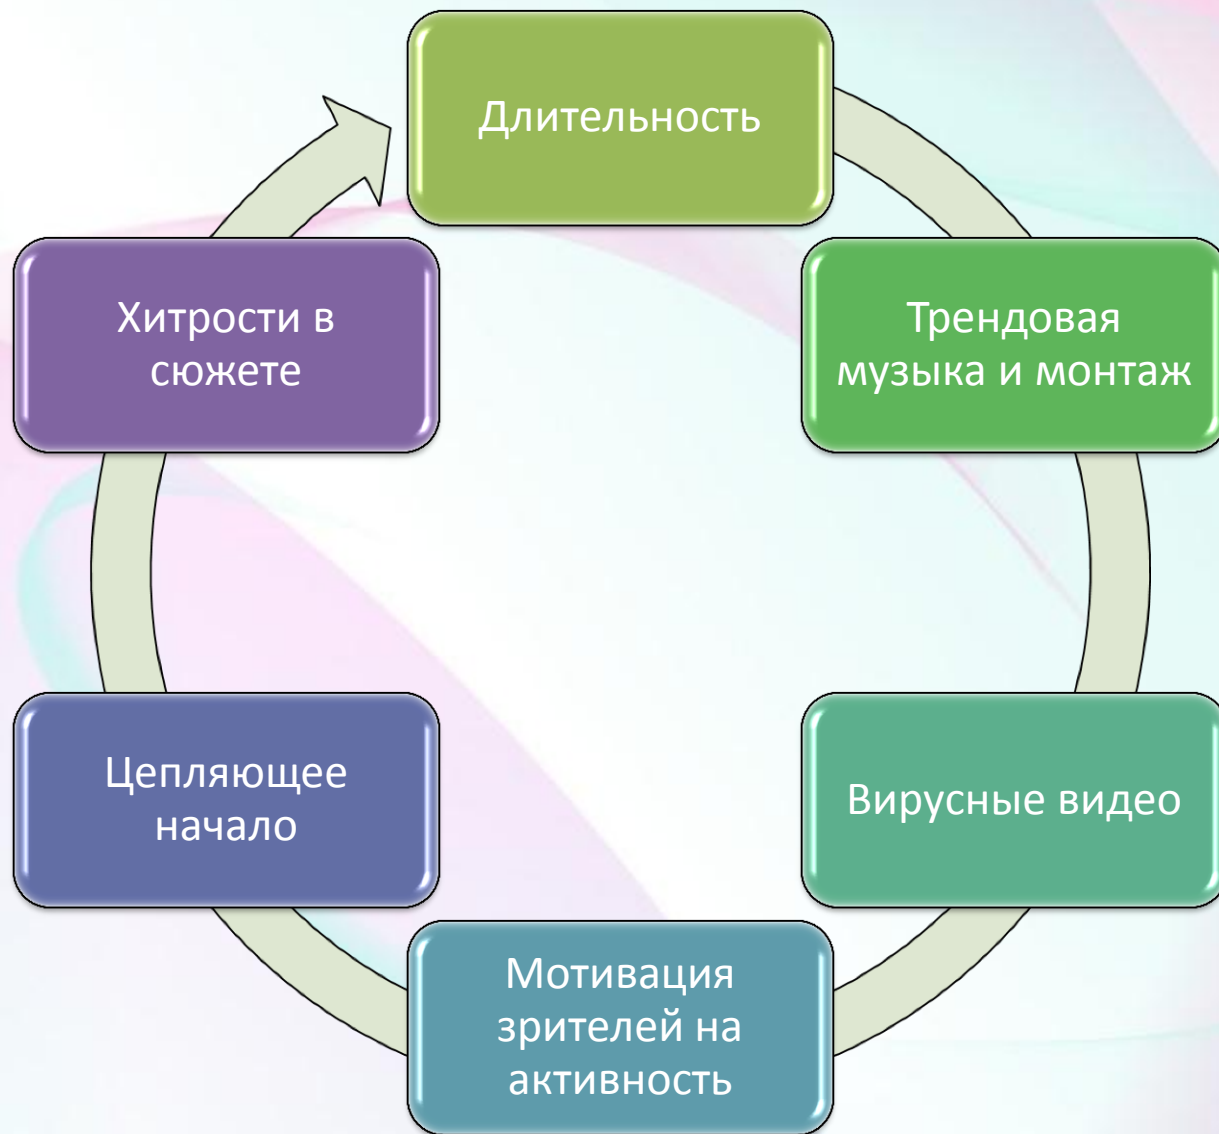 Длительность
Трендовая
музыка и монтаж
Вирусные видео
Мотивация
зрителей на
активность
Цепляющее
начало
Хитрости в
сюжете